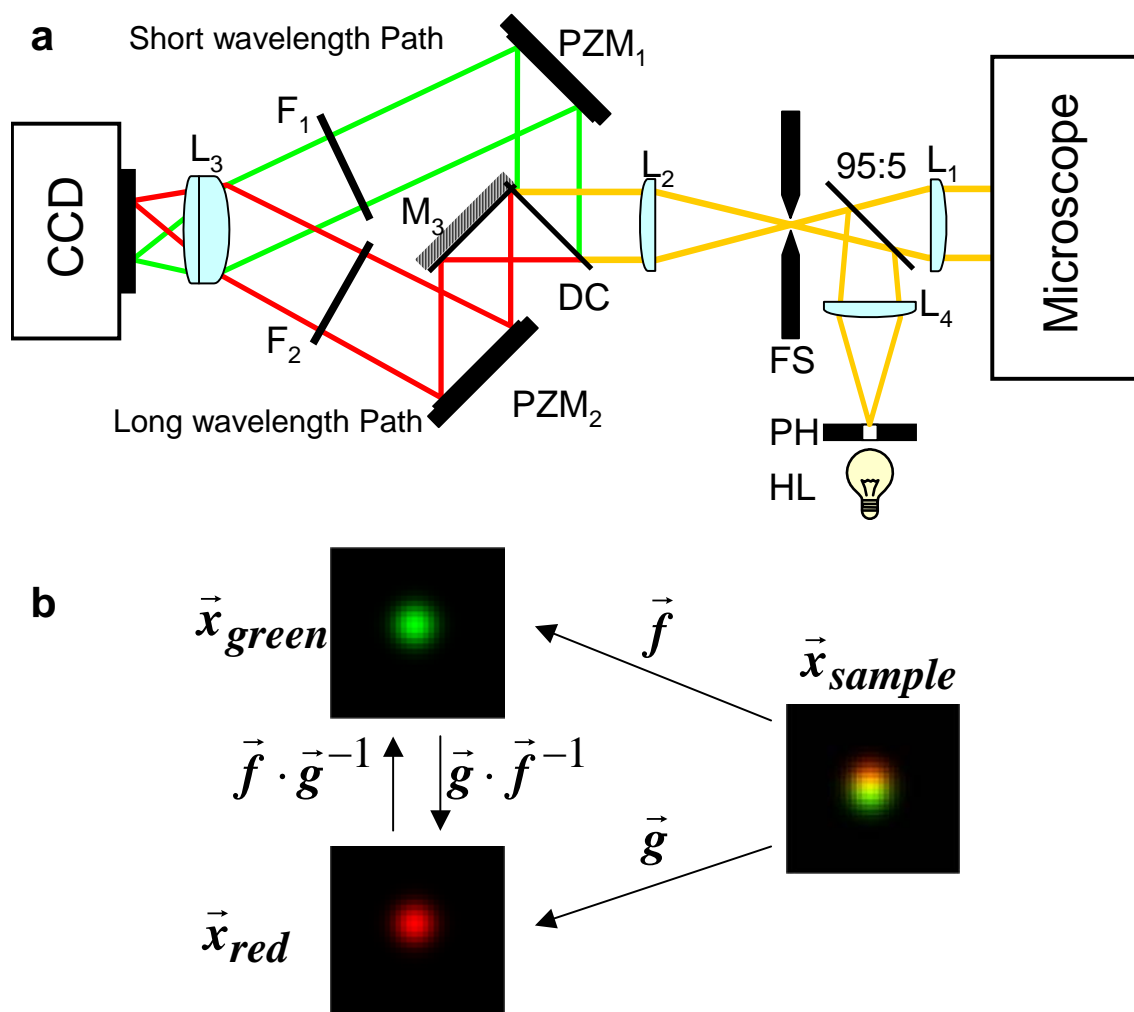 a
Short wavelength Path
PZM₁
F₁
L₃
CCD
M₃
DC
L₂
95:5
L₁
Microscope
F₂
L₄
FS
PZM₂
Long wavelength Path
PH
HL
b
x⃗ green
f⃗
x⃗ sample
f⃗ · g⃗ ⁻¹
g⃗ · f⃗ ⁻¹
g⃗
x⃗ red